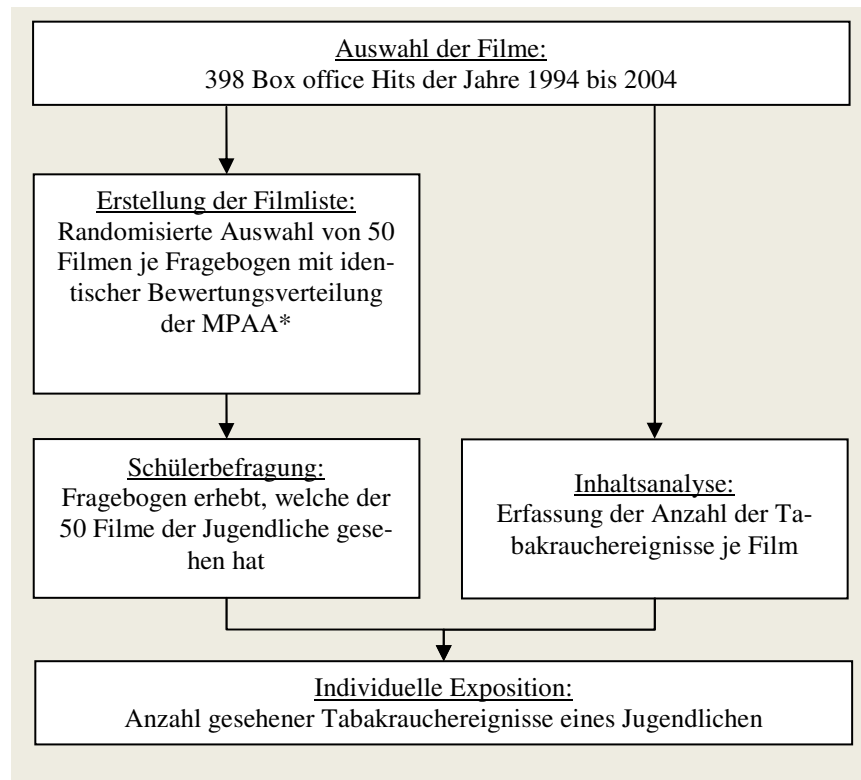 Auswahl der Filme:
398 Box office Hits der Jahre 1994 bis 2004
Erstellung der Filmliste:
Randomisierte Auswahl von 50
Filmen je Fragebogen mit iden-
tischer Bewertungsverteilung
der MPAA*
Schülerbefragung:
Fragebogen erhebt, welche der
50 Filme der Jugendliche gese-
hen hat
Inhaltsanalyse:
Erfassung der Anzahl der Ta-
bakrauchereignisse je Film
Individuelle Exposition:
Anzahl gesehener Tabakrauchereignisse eines Jugendlichen